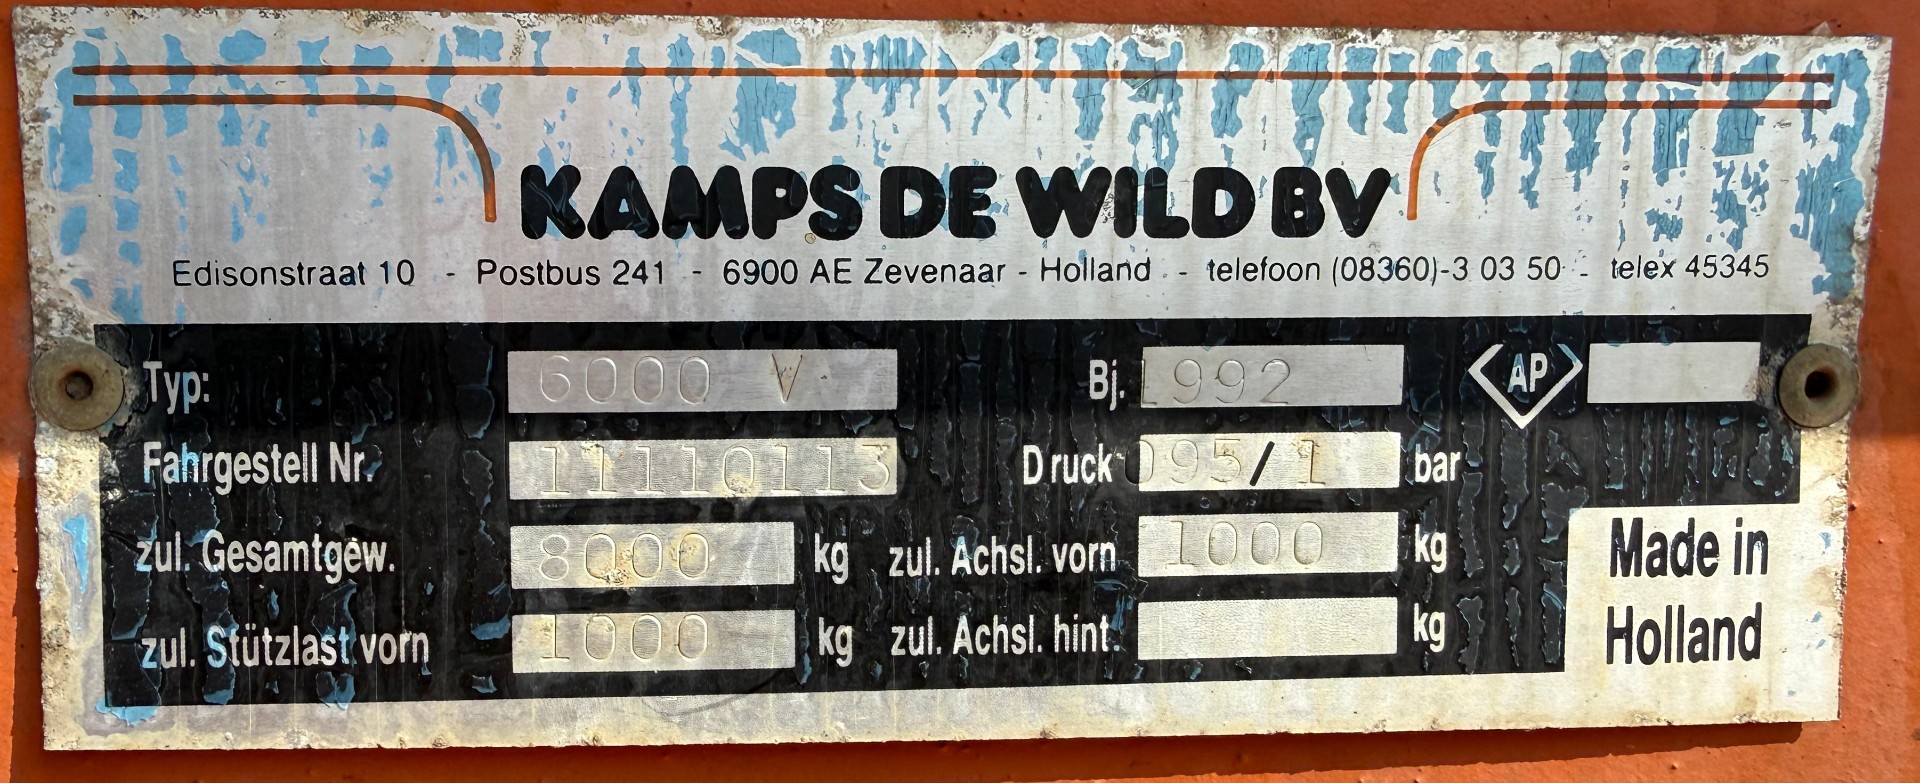 KAMPS DE WILD BV
Edisonstraat 10 - Postbus 241 - 6900 AE Zevenaar - Holland - telefoon (08360)-3 03 50 - telex 45345
Typ: 6000 V Bj. 1992 AP
Fahrgestell Nr. 11110113 Druck 095/1 bar
zul. Gesamtgew. 8000 kg zul. Achsl. vorn 1000 kg
zul. Stützlast vorn 1000 kg zul. Achsl. hint. kg
Made in
Holland